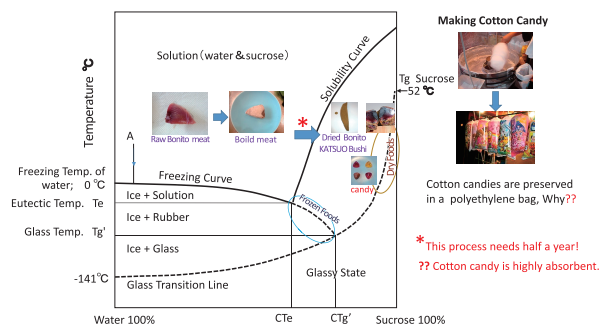 Making Cotton Candy
Solution (water & sucrose)
Solubility Curve
Temperature ℃
Tg Sucrose
52 ℃
*
Raw Bonito meat
Boild meat
Dried Bonito
KATSUO Bushi
A
candy
Dry Foods
Freezing Temp. of
water; 0 ℃
Freezing Curve
Cotton candies are preserved
in a polyethylene bag, Why??
Ice + Solution
Frozen Foods
Eutectic Temp. Te
Ice + Rubber
Glass Temp. Tg'
Ice + Glass
* This process needs half a year!
?? Cotton candy is highly absorbent.
-141℃
Glassy State
Glass Transition Line
Water 100%
CTe
CTg'
Sucrose 100%